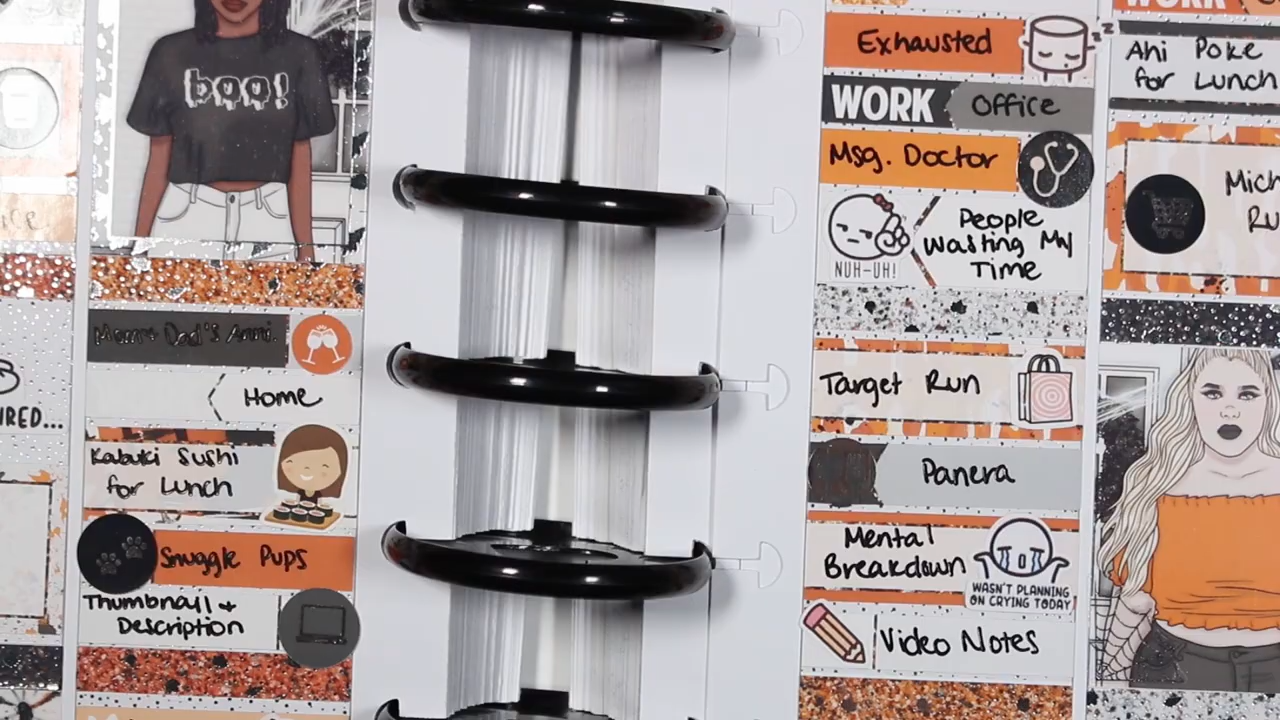 boo!
IRED...
Mom + Dad's Anni.
Home
Kabuki Sushi
for Lunch
Snuggle Pups
Thumbnail +
Description
Exhausted
WORK Office
Msg. Doctor
People
Wasting My
Time
NUH-UH!
Target Run
Panera
Mental
Breakdown
WASN'T PLANNING
ON CRYING TODAY
Video Notes
WORK
Ahi Poke
for Lunch
Mich
Ru